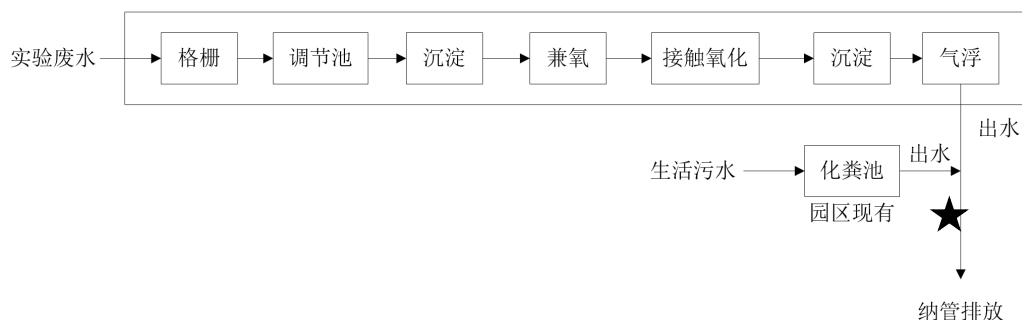 实验废水
格栅
调节池
沉淀
兼氧
接触氧化
沉淀
气浮
出水
生活污水
化粪池
出水
园区现有
纳管排放